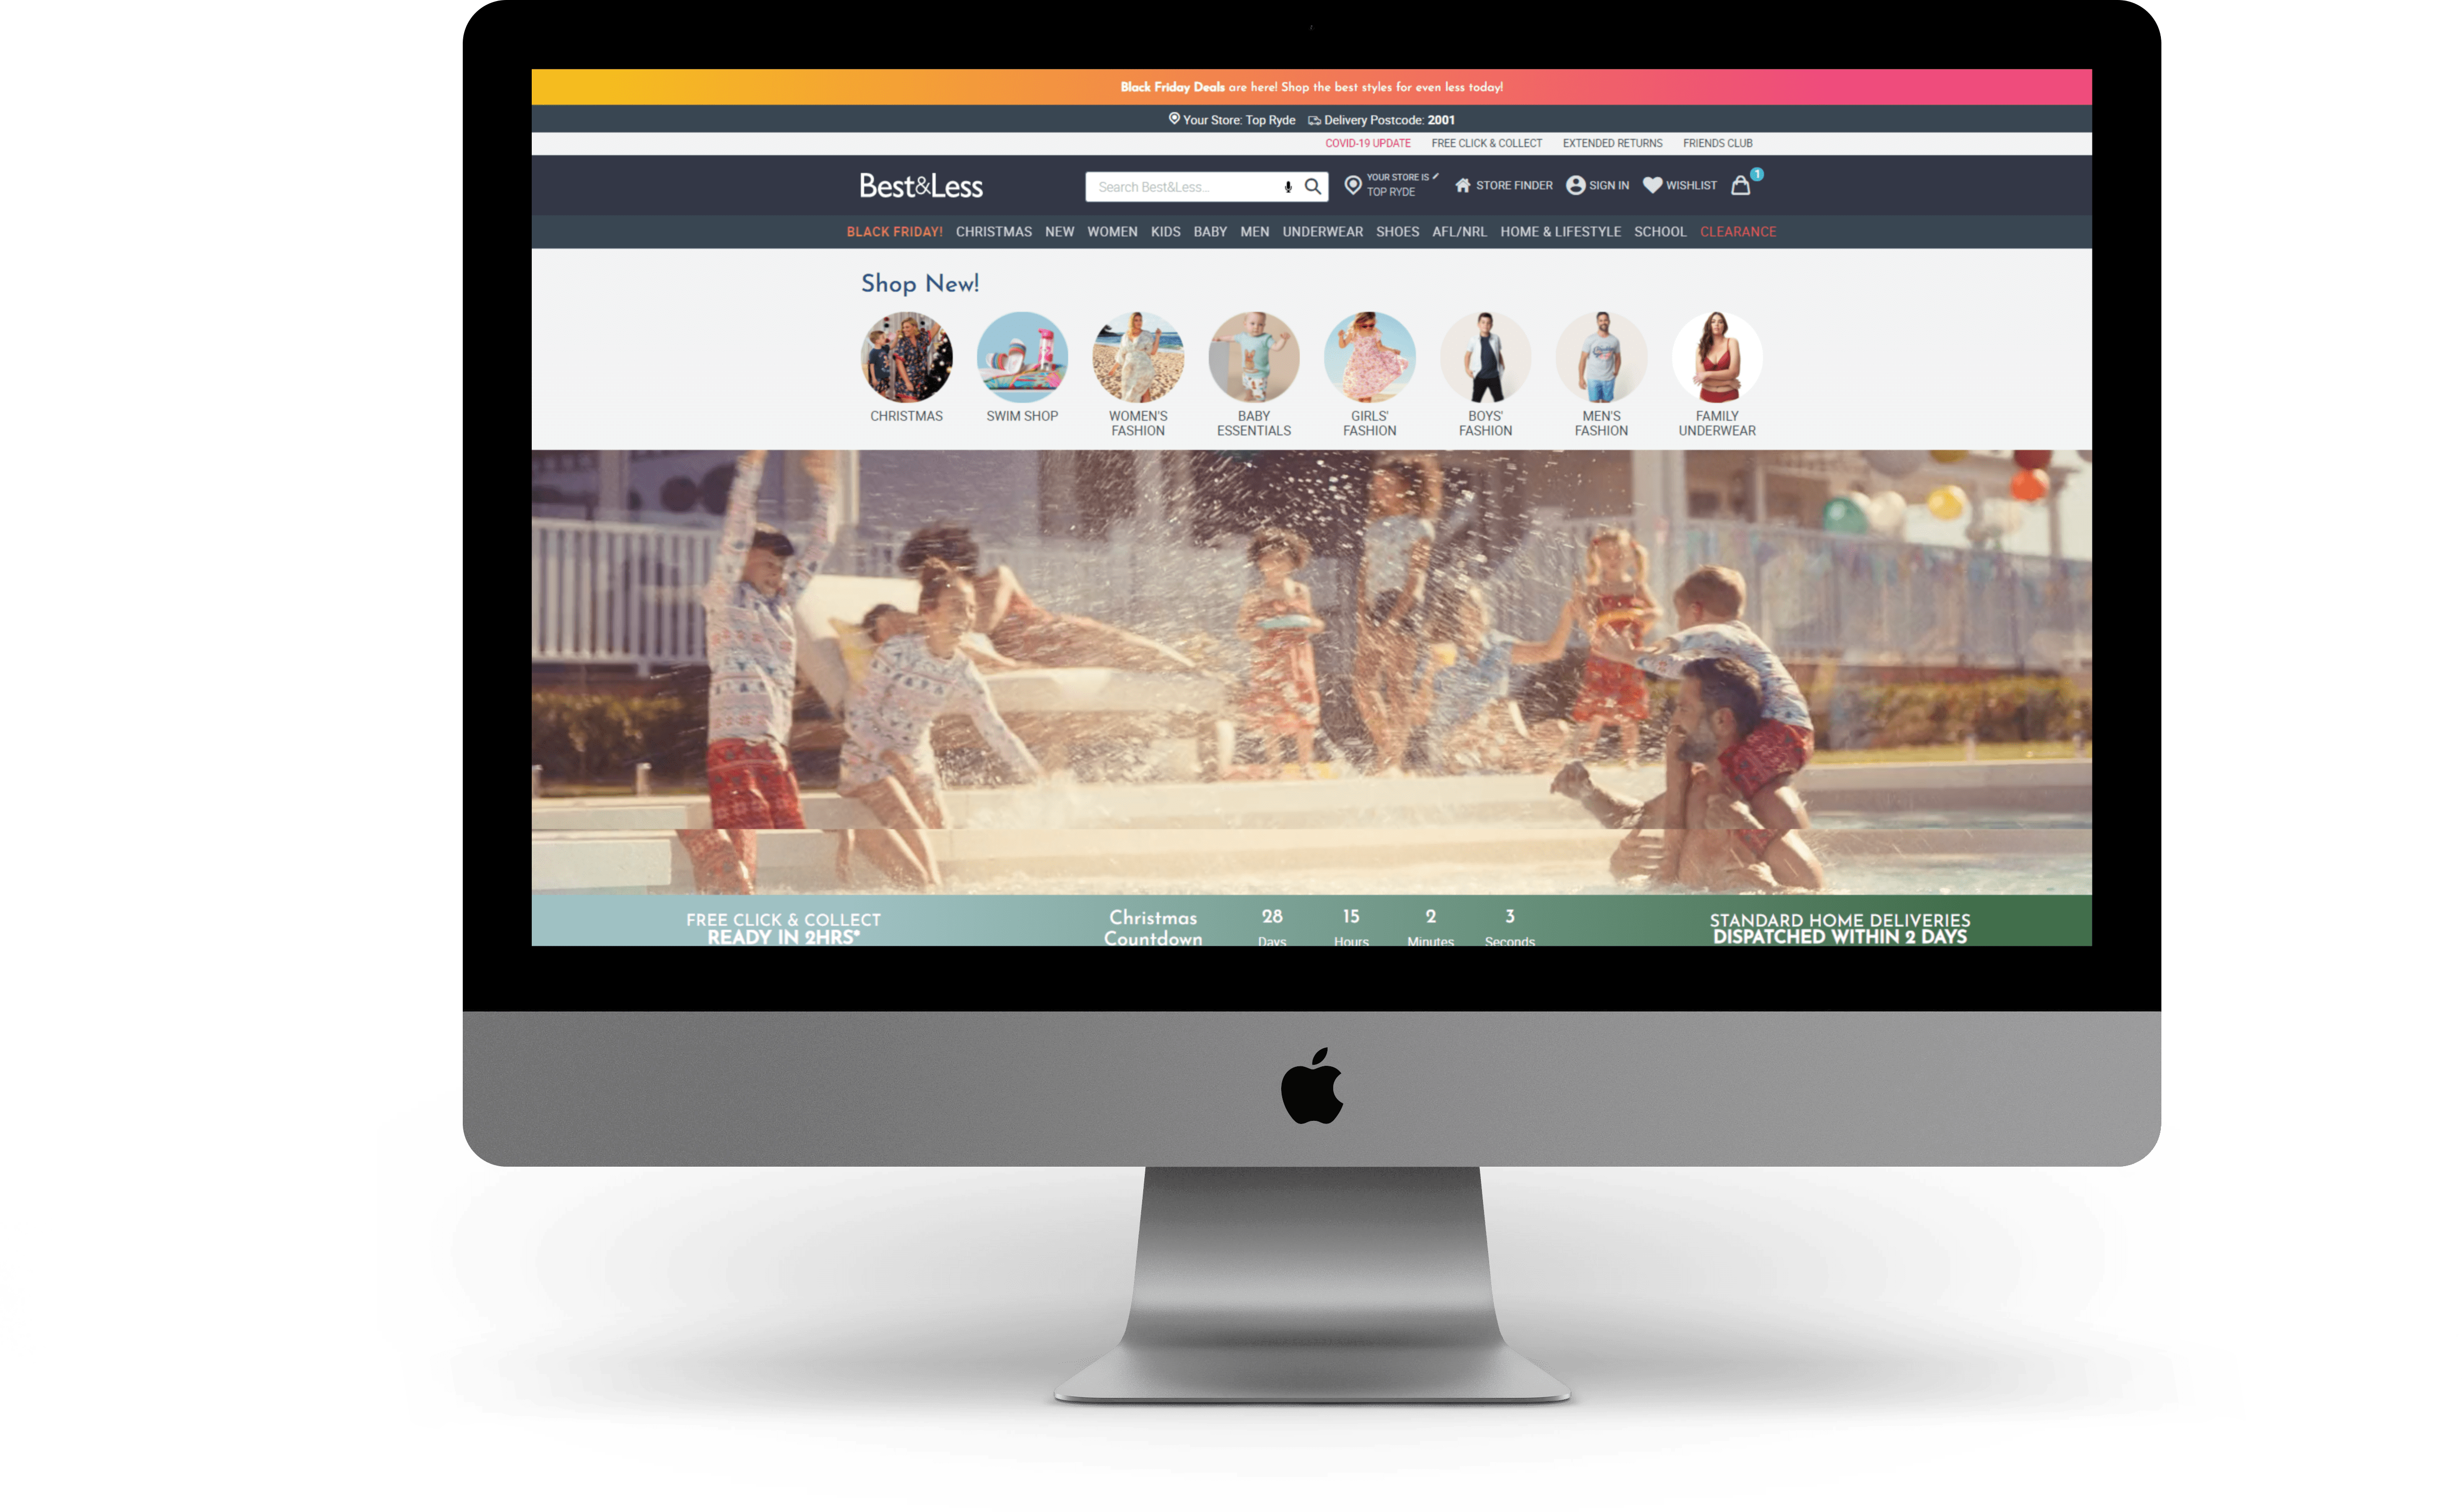 Black Friday Deals are here! Shop the best styles for even less today!
Your Store: Top Ryde Delivery Postcode: 2001
COVID-19 UPDATE FREE CLICK & COLLECT EXTENDED RETURNS FRIENDS CLUB
Best&Less
Search Best&Less...
YOUR STORE IS
TOP RYDE
STORE FINDER
SIGN IN
WISHLIST
1
BLACK FRIDAY! CHRISTMAS NEW WOMEN KIDS BABY MEN UNDERWEAR SHOES AFL/NRL HOME & LIFESTYLE SCHOOL CLEARANCE
Shop New!
CHRISTMAS
SWIM SHOP
WOMEN'S
FASHION
BABY
ESSENTIALS
GIRLS'
FASHION
BOYS'
FASHION
MEN'S
FASHION
FAMILY
UNDERWEAR
FREE CLICK & COLLECT
READY IN 2HRS*
Christmas
Countdown
28
Days
15
Hours
2
Minutes
3
Seconds
STANDARD HOME DELIVERIES
DISPATCHED WITHIN 2 DAYS